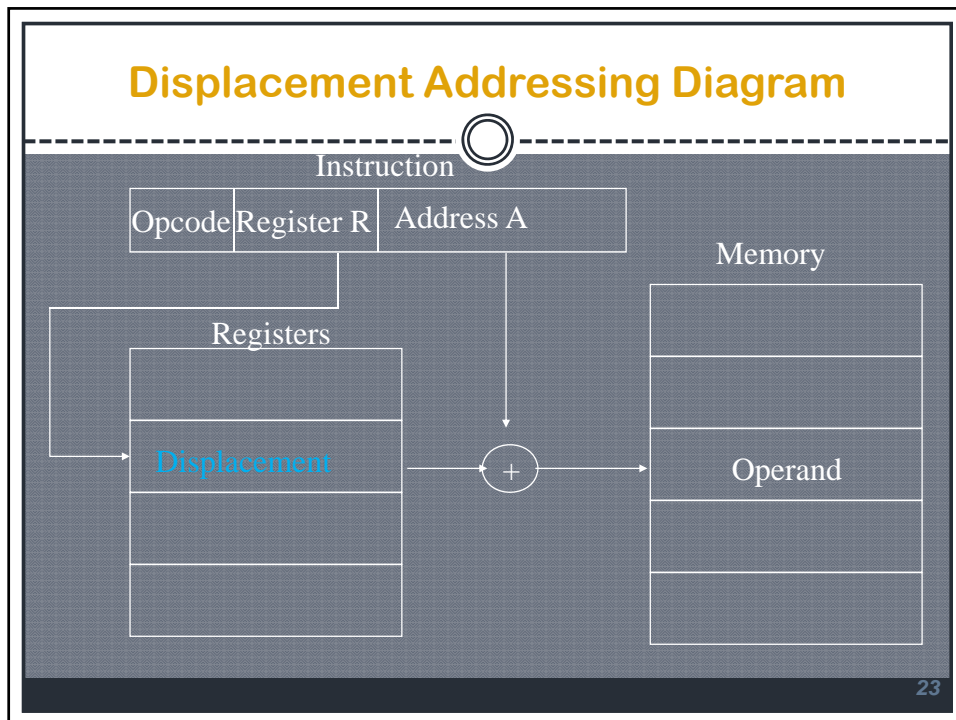 Displacement Addressing Diagram
Instruction
Opcode Register R Address A
Memory
Registers
Displacement
+
Operand
23